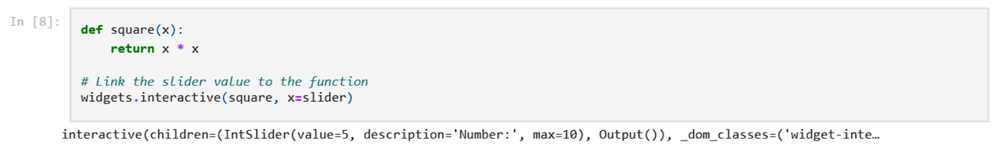 In [8]:
def square(x):
    return x * x
# Link the slider value to the function
widgets.interactive(square, x=slider)
interactive(children=(IntSlider(value=5, description='Number:', max=10), Output()), _dom_classes=('widget-inte…